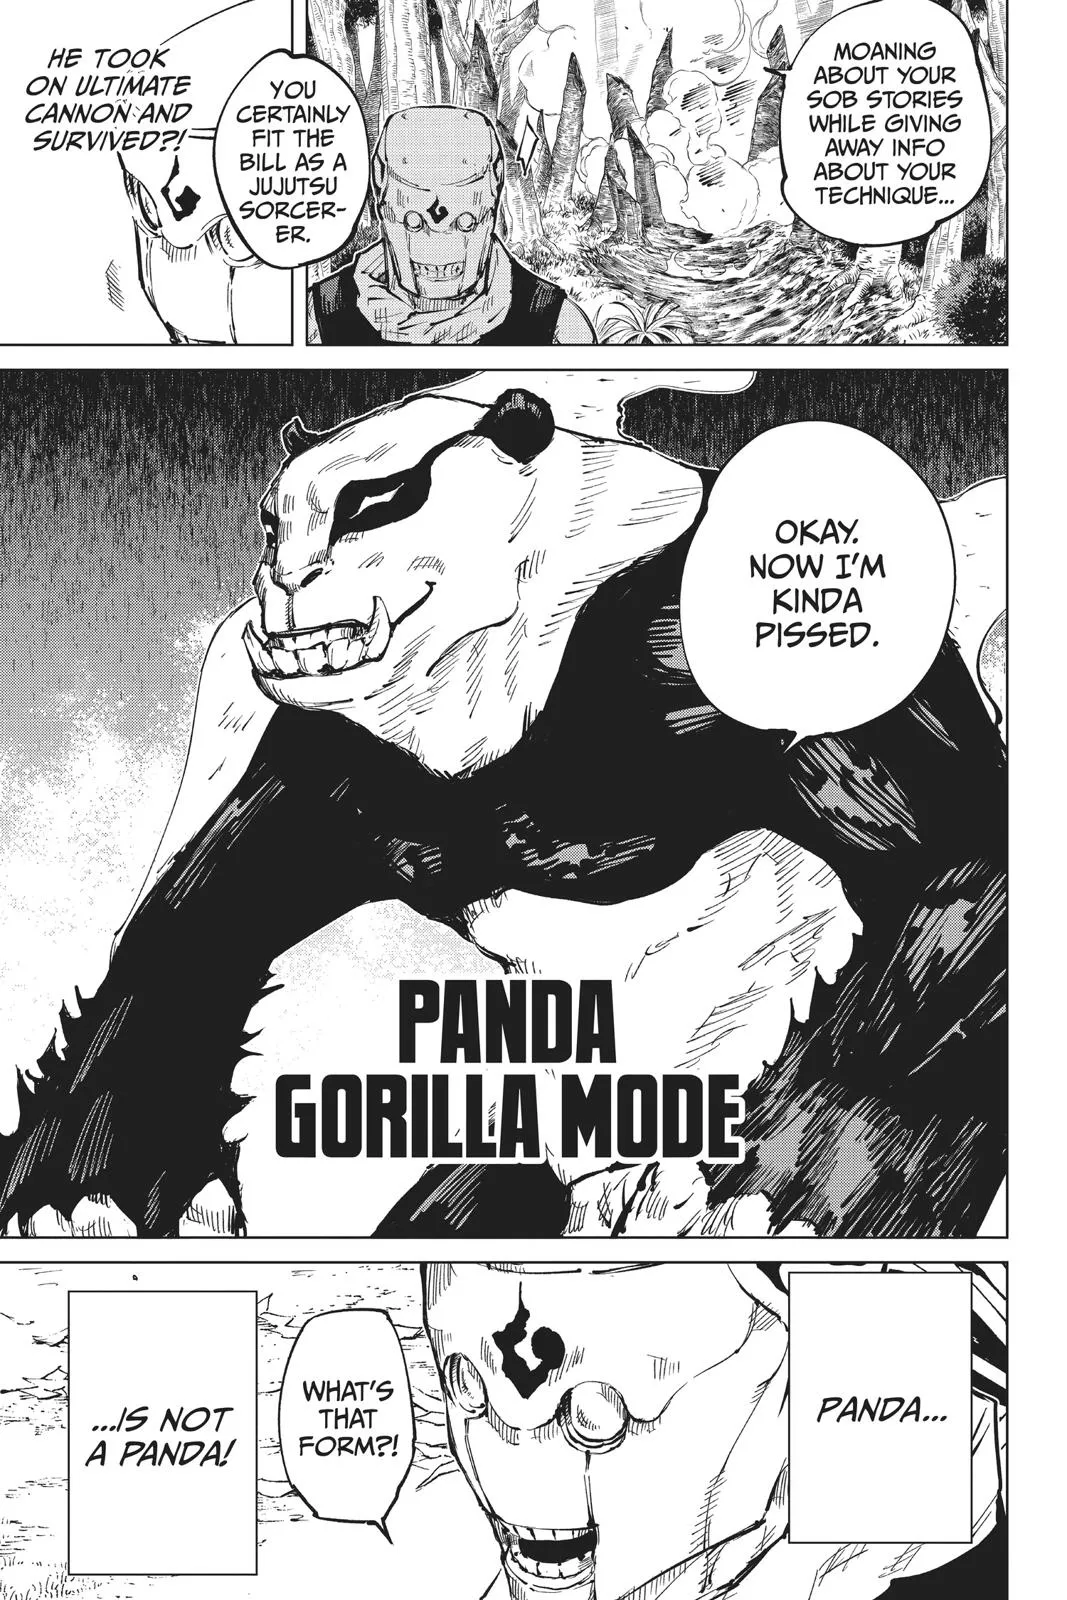 MOANING
ABOUT YOUR
SOB STORIES
WHILE GIVING
AWAY INFO
ABOUT YOUR
TECHNIQUE...
YOU
CERTAINLY
FIT THE
BILL AS A
JUJUTSU
SORCER-
ER.
HE TOOK
ON ULTIMATE
CANNON AND
SURVIVED?!
OKAY.
NOW I'M
KINDA
PISSED.
PANDA
GORILLA MODE
PANDA...
WHAT'S
THAT
FORM?!
...IS NOT
A PANDA!